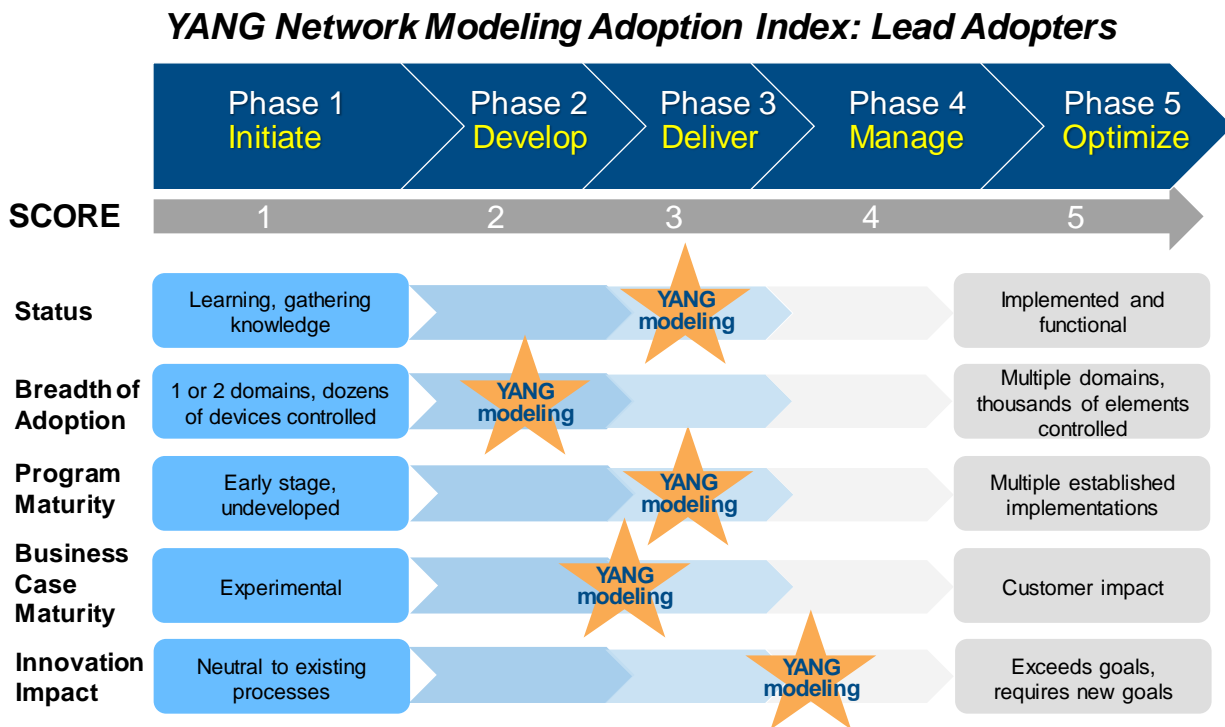 YANG Network Modeling Adoption Index: Lead Adopters
Phase 1
Initiate
Phase 2
Develop
Phase 3
Deliver
Phase 4
Manage
Phase 5
Optimize
SCORE
1
2
3
4
5
Status
Learning, gathering
knowledge
YANG
modeling
Implemented and
functional
Breadth of
Adoption
1 or 2 domains, dozens
of devices controlled
YANG
modeling
Multiple domains,
thousands of elements
controlled
Program
Maturity
Early stage,
undeveloped
YANG
modeling
Multiple established
implementations
Business
Case
Maturity
Experimental
YANG
modeling
Customer impact
Innovation
Impact
Neutral to existing
processes
YANG
modeling
Exceeds goals,
requires new goals